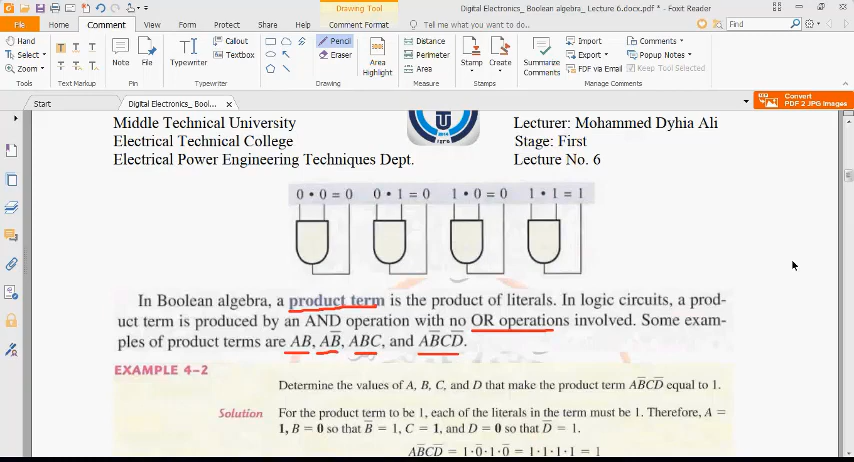 Drawing Tool
Digital Electronics_ Boolean algebra_ Lecture 6.docx.pdf * - Foxit Reader
File Home Comment View Form Protect Share Help Comment Format Tell me what you want to do... Find
Hand
Select
Zoom
Tools
T T T
T T T
Text Markup
Note File
Pin
Typewriter
Callout
Textbox
Typewriter
Pencil
Eraser
Area
Highlight
Drawing
Distance
Perimeter
Area
Measure
Stamp Create
Stamps
Summarize
Comments
Import
Export
FDF via Email
Comments
Popup Notes
Keep Tool Selected
Manage Comments
Start
Digital Electronics_ Bool...
Convert
PDF 2 JPG Images
Middle Technical University
Electrical Technical College
Electrical Power Engineering Techniques Dept.
Lecturer: Mohammed Dyhia Ali
Stage: First
Lecture No. 6
0 • 0 = 0 0 • 1 = 0 1 • 0 = 0 1 • 1 = 1
In Boolean algebra, a product term is the product of literals. In logic circuits, a prod-
uct term is produced by an AND operation with no OR operations involved. Some exam-
ples of product terms are AB, AB̅, ABC, and AB̅CD̅.
EXAMPLE 4-2
Determine the values of A, B, C, and D that make the product term AB̅CD̅ equal to 1.
Solution For the product term to be 1, each of the literals in the term must be 1. Therefore, A =
1, B = 0 so that B̅ = 1, C = 1, and D = 0 so that D̅ = 1.
AB̅CD̅ = 1 · 0̅ · 1 · 0̅ = 1 · 1 · 1 · 1 = 1